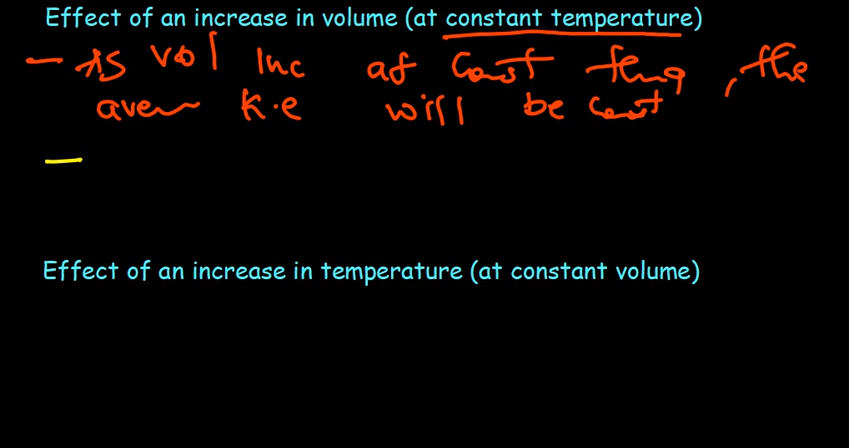 Effect of an increase in volume (at constant temperature)
- As vol Inc at const temp, the
aver k.e will be const
Effect of an increase in temperature (at constant volume)